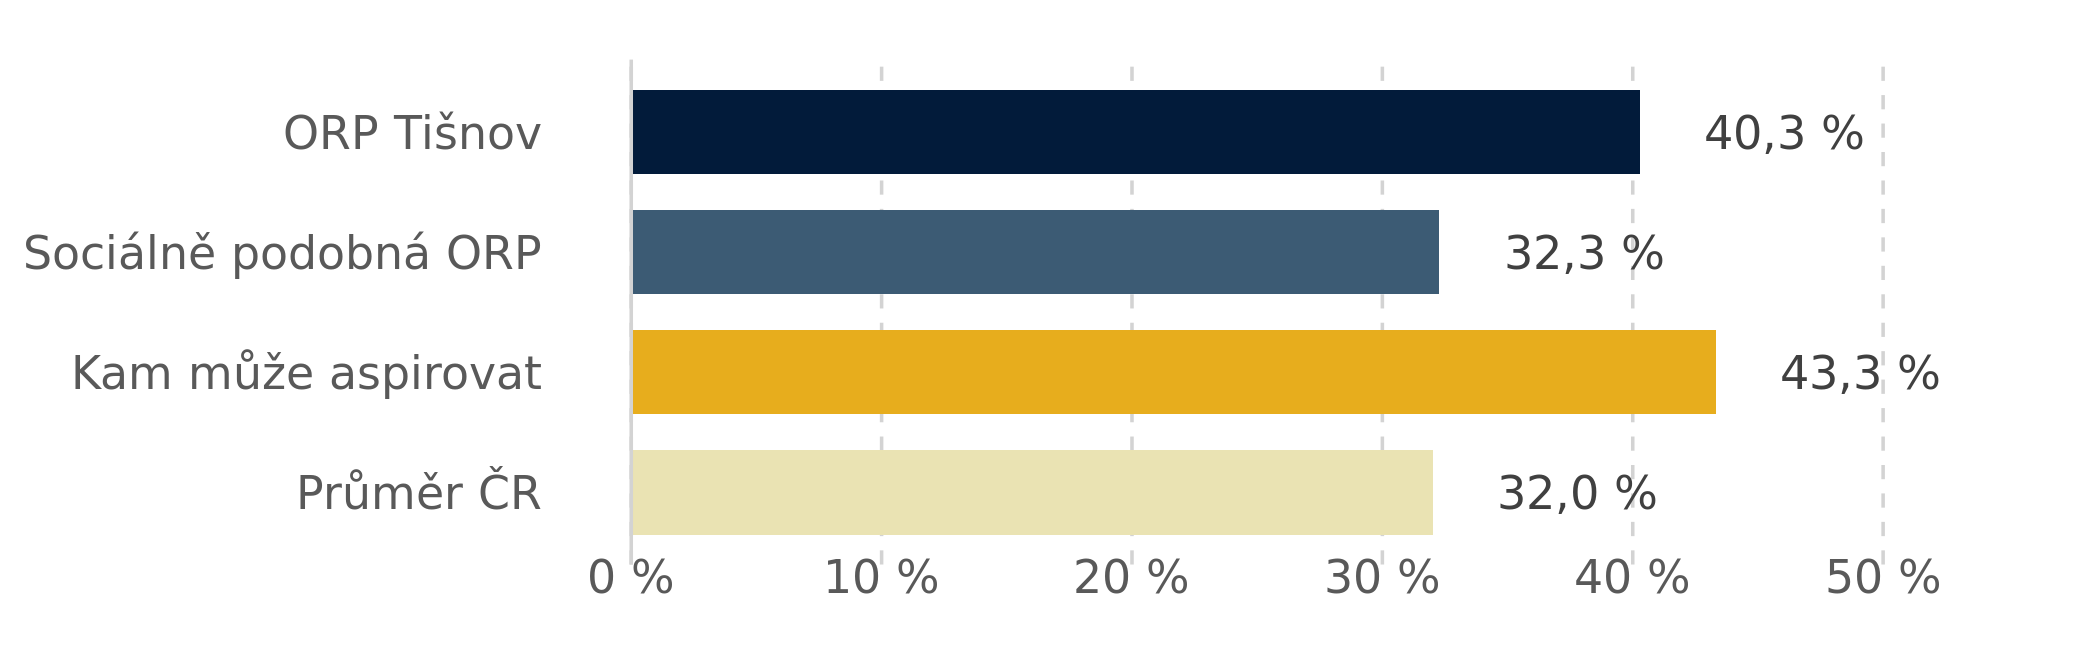 ORP Tišnov 40,3 %
Sociálně podobná ORP 32,3 %
Kam může aspirovat 43,3 %
Průměr ČR 32,0 %
0 % 10 % 20 % 30 % 40 % 50 %